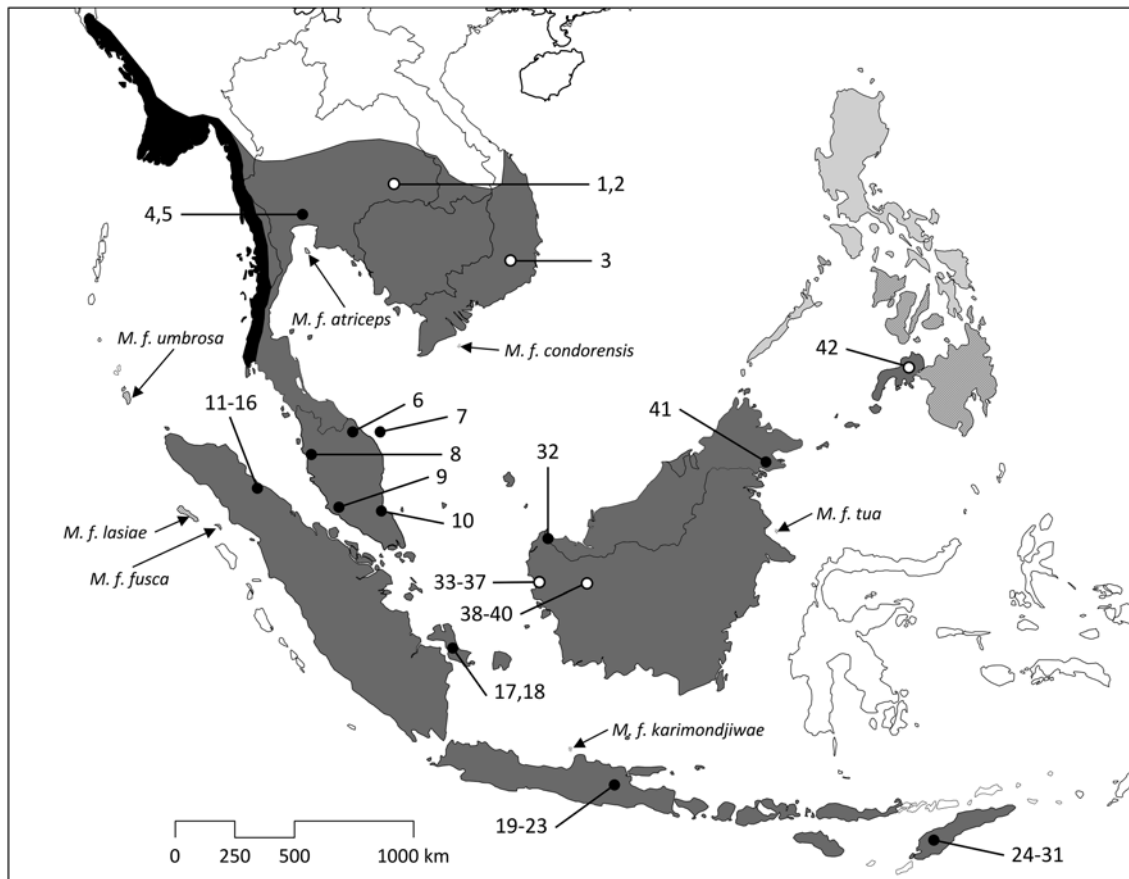 1,2
4,5
3
M. f. atriceps
M. f. umbrosa
M. f. condorensis
42
11-16
6
7
41
8
32
9
10
M. f. lasiae
M. f. tua
M. f. fusca
33-37
38-40
17,18
M. f. karimondjiwae
19-23
0 250 500 1000 km
24-31